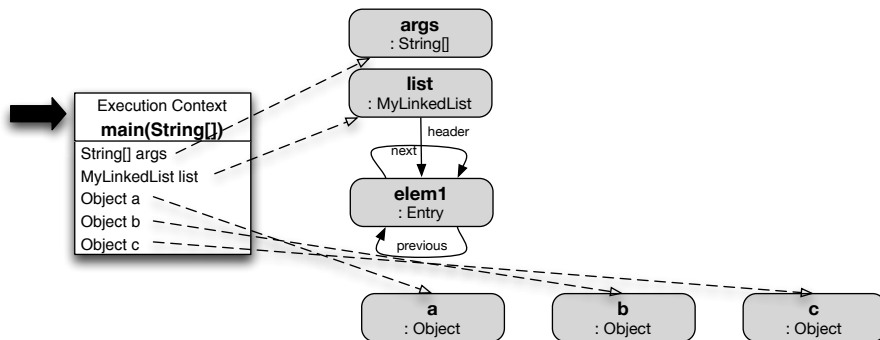 args
: String[]
list
: MyLinkedList
Execution Context
main(String[])
String[] args
MyLinkedList list
Object a
Object b
Object c
header
next
elem1
: Entry
previous
a
: Object
b
: Object
c
: Object